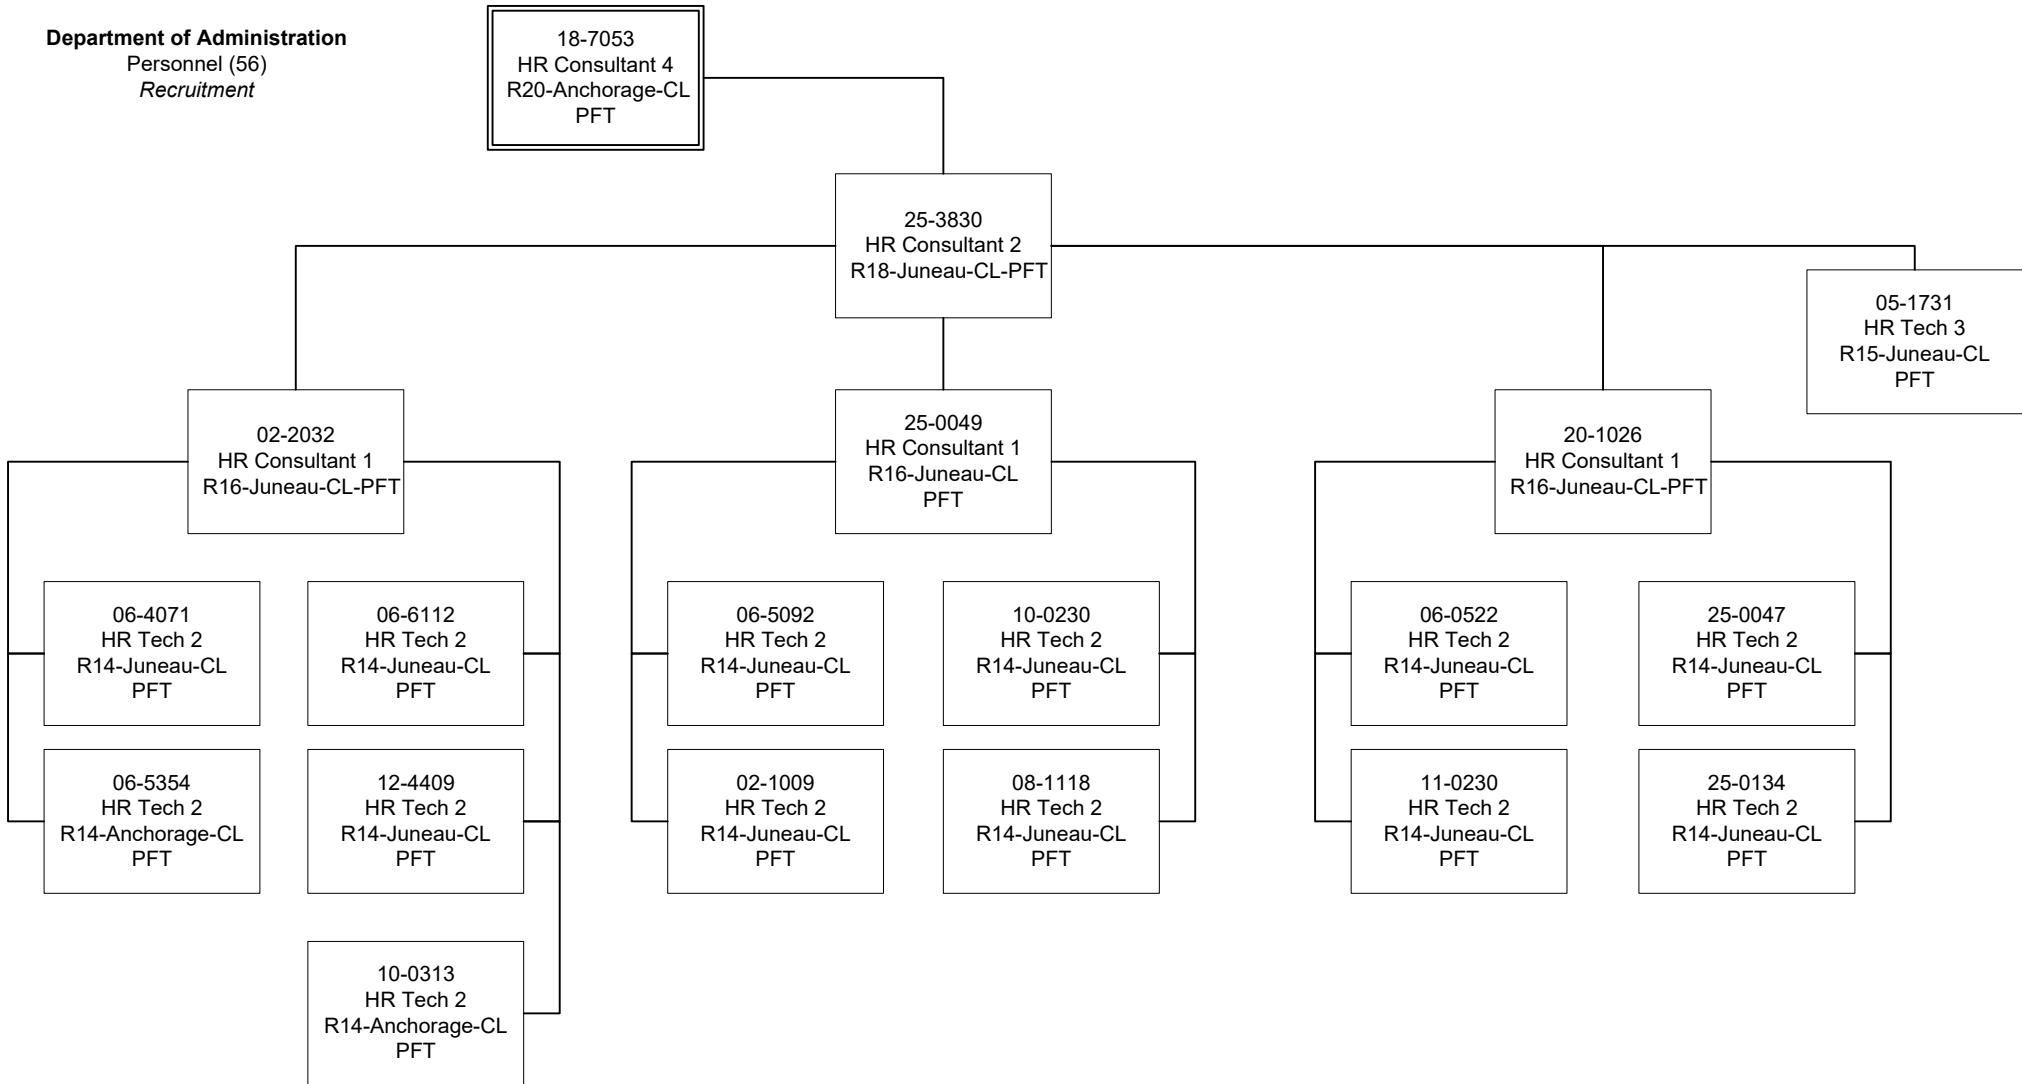 Department of Administration
Personnel (56)
Recruitment
18-7053
HR Consultant 4
R20-Anchorage-CL
PFT
25-3830
HR Consultant 2
R18-Juneau-CL-PFT
05-1731
HR Tech 3
R15-Juneau-CL
PFT
02-2032
HR Consultant 1
R16-Juneau-CL-PFT
25-0049
HR Consultant 1
R16-Juneau-CL
PFT
20-1026
HR Consultant 1
R16-Juneau-CL-PFT
06-4071
HR Tech 2
R14-Juneau-CL
PFT
06-6112
HR Tech 2
R14-Juneau-CL
PFT
06-5092
HR Tech 2
R14-Juneau-CL
PFT
10-0230
HR Tech 2
R14-Juneau-CL
PFT
06-0522
HR Tech 2
R14-Juneau-CL
PFT
25-0047
HR Tech 2
R14-Juneau-CL
PFT
06-5354
HR Tech 2
R14-Anchorage-CL
PFT
12-4409
HR Tech 2
R14-Juneau-CL
PFT
02-1009
HR Tech 2
R14-Juneau-CL
PFT
08-1118
HR Tech 2
R14-Juneau-CL
PFT
11-0230
HR Tech 2
R14-Juneau-CL
PFT
25-0134
HR Tech 2
R14-Juneau-CL
PFT
10-0313
HR Tech 2
R14-Anchorage-CL
PFT